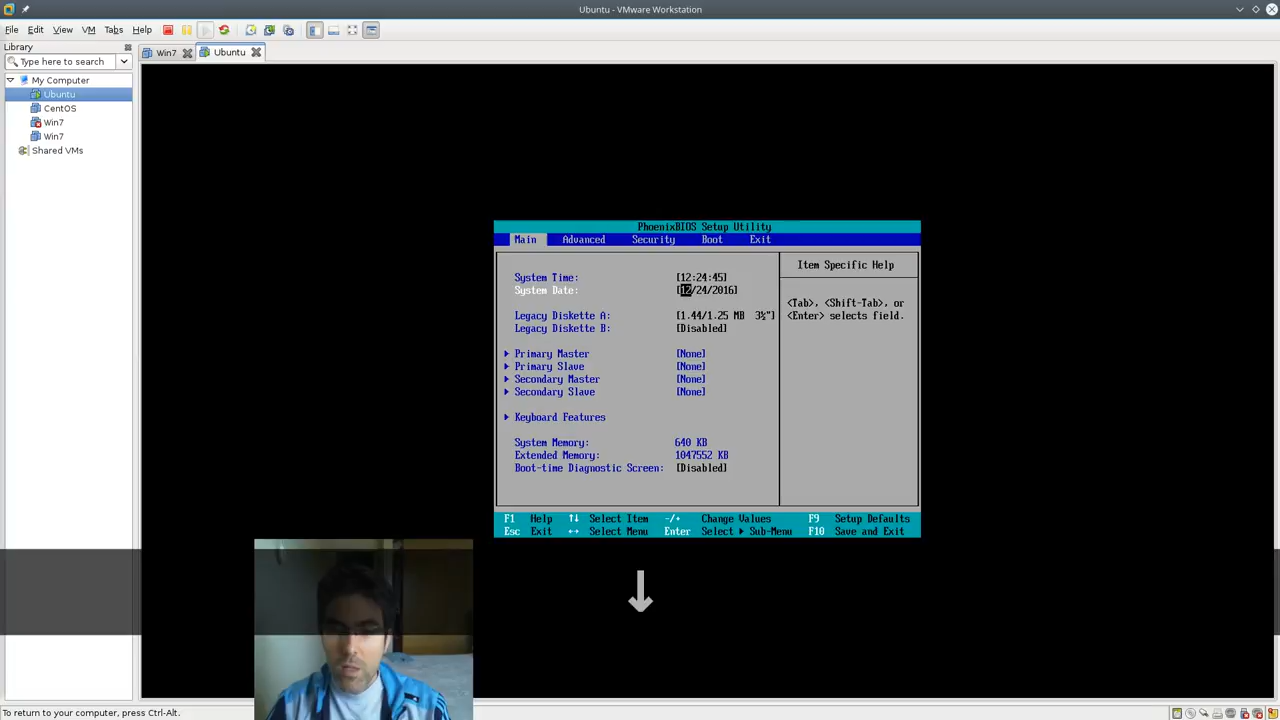 Ubuntu - VMware Workstation
File Edit View VM Tabs Help
Library
Type here to search
My Computer
Ubuntu
CentOS
Win7
Win7
Shared VMs
Win7 Ubuntu
PhoenixBIOS Setup Utility
Main Advanced Security Boot Exit
System Time: [12:24:45]
System Date: [12/24/2016]
Legacy Diskette A: [1.44/1.25 MB 3½"]
Legacy Diskette B: [Disabled]
Primary Master [None]
Primary Slave [None]
Secondary Master [None]
Secondary Slave [None]
Keyboard Features
System Memory: 640 KB
Extended Memory: 1047552 KB
Boot-time Diagnostic Screen: [Disabled]
Item Specific Help
<Tab>, <Shift-Tab>, or
<Enter> selects field.
F1 Help ↑↓ Select Item -/+ Change Values F9 Setup Defaults
Esc Exit ↔ Select Menu Enter Select ▶ Sub-Menu F10 Save and Exit
To return to your computer, press Ctrl-Alt.